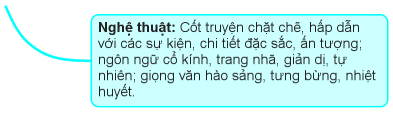 Nghệ thuật: Cốt truyện chặt chẽ, hấp dẫn
với các sự kiện, chi tiết đặc sắc, ấn tượng;
ngôn ngữ cổ kính, trang nhã, giản dị, tự
nhiên; giọng văn hào sảng, tưng bừng, nhiệt
huyết.